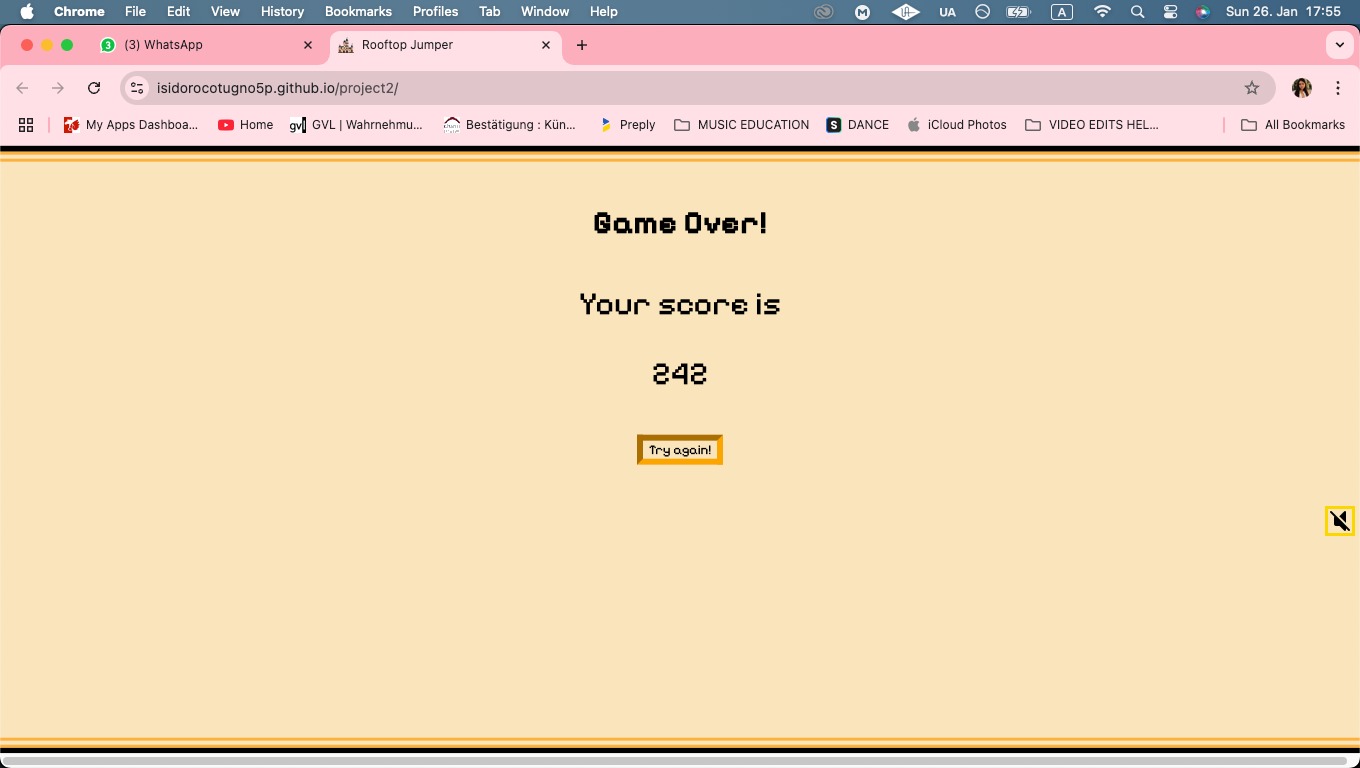 Chrome File Edit View History Bookmarks Profiles Tab Window Help UA A Sun 26. Jan 17:55
3 (3) WhatsApp Rooftop Jumper
isidorocotugno5p.github.io/project2/
My Apps Dashboa... Home gvl GVL | Wahrnehmu... Bestätigung : Kün... Preply MUSIC EDUCATION S DANCE iCloud Photos VIDEO EDITS HEL... All Bookmarks
Game Over!
Your score is
242
Try again!